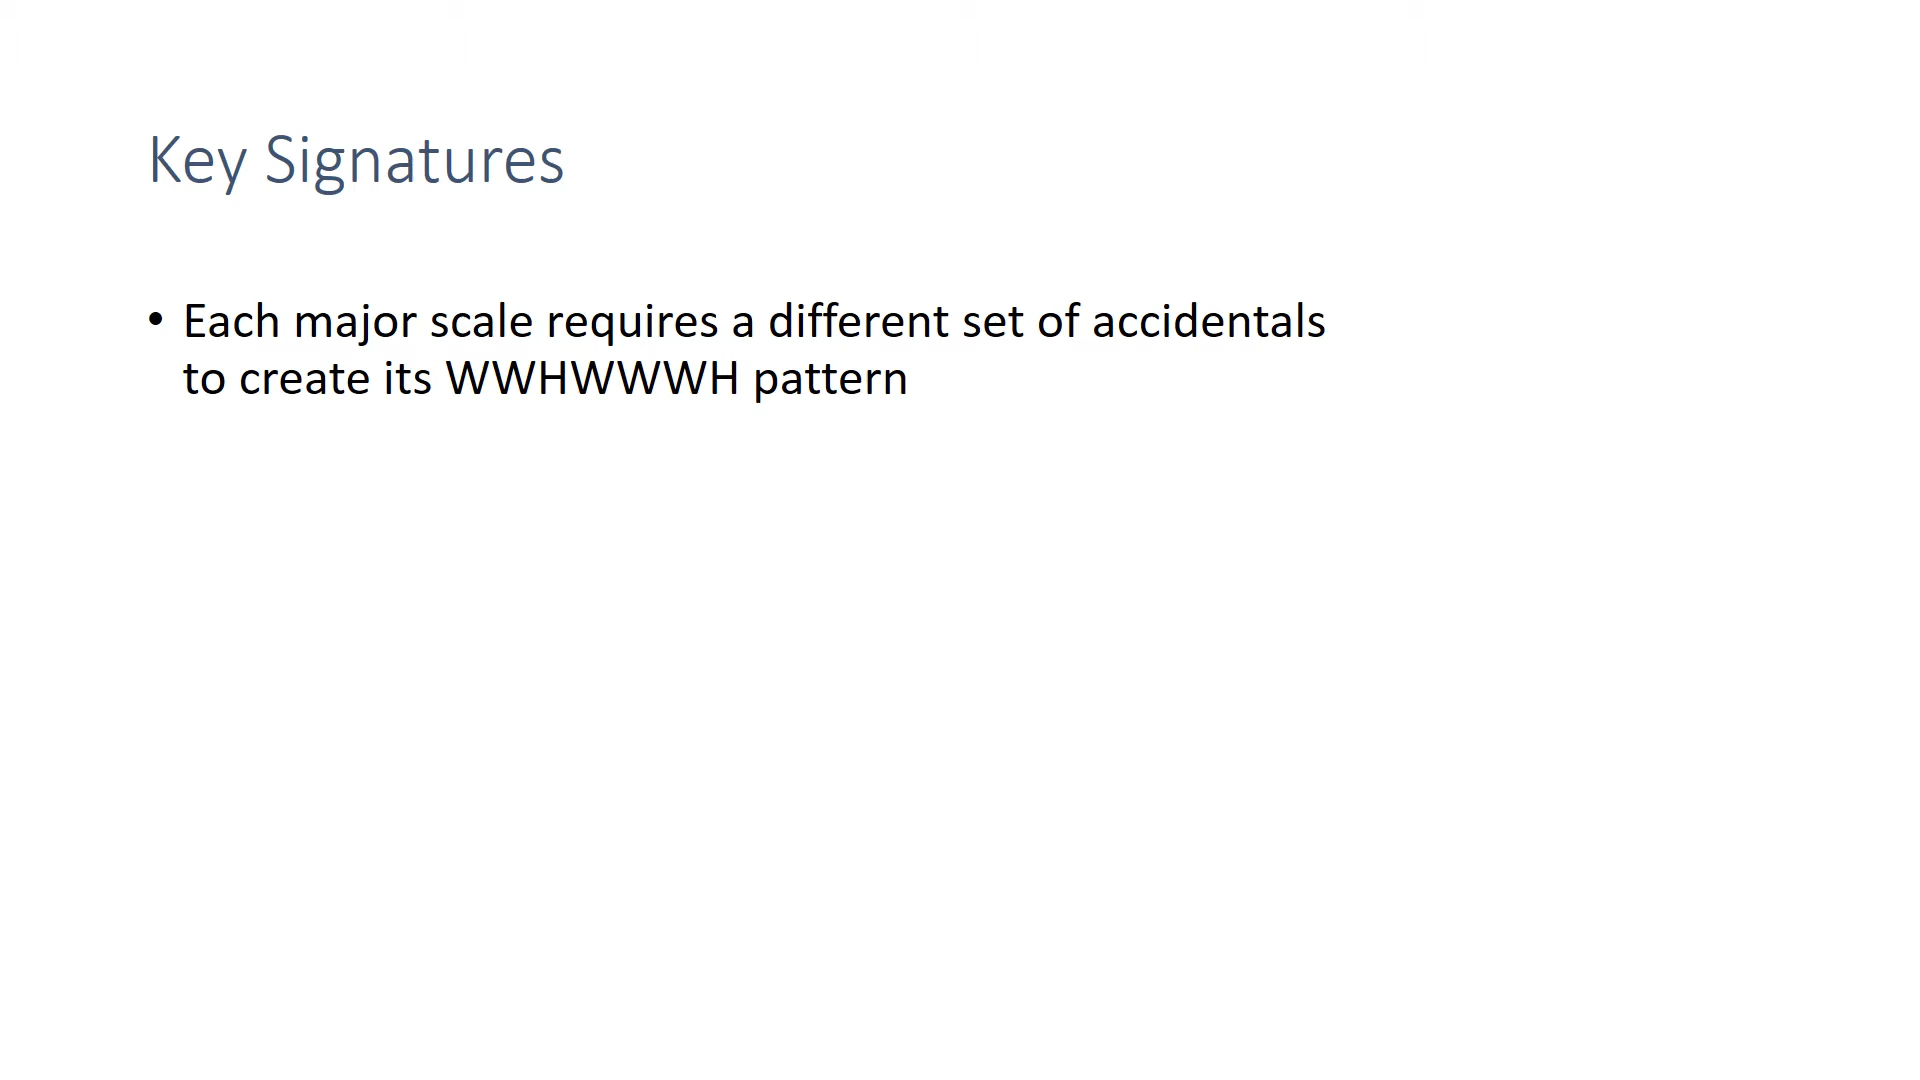 Key Signatures
• Each major scale requires a different set of accidentals
to create its WWHWWWH pattern